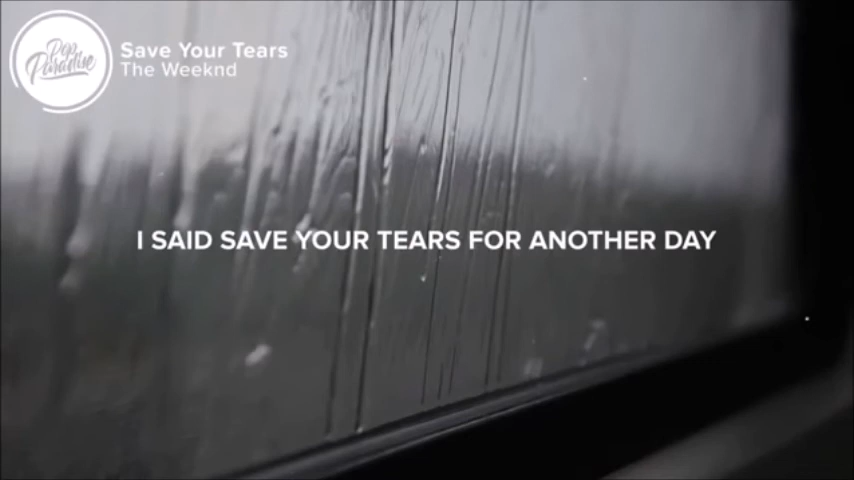 Pop
Paradise
Save Your Tears
The Weeknd
I SAID SAVE YOUR TEARS FOR ANOTHER DAY